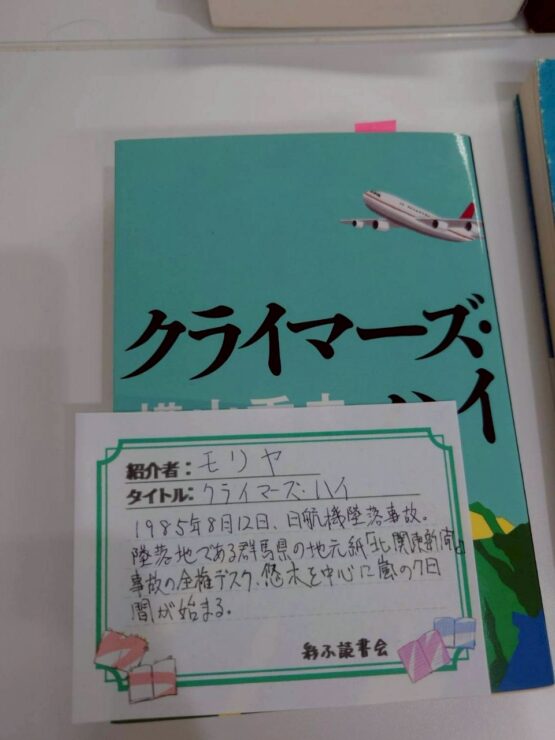 クライマーズ・
ハイ
紹介者：モリヤ
タイトル：クライマーズ・ハイ
1985年8月12日、日航機墜落事故。
墜落地である群馬県の地元紙「北関東新聞」
事故の全権デスク、悠木を中心に嵐の7日
間が始まる。
彩ふ読書会